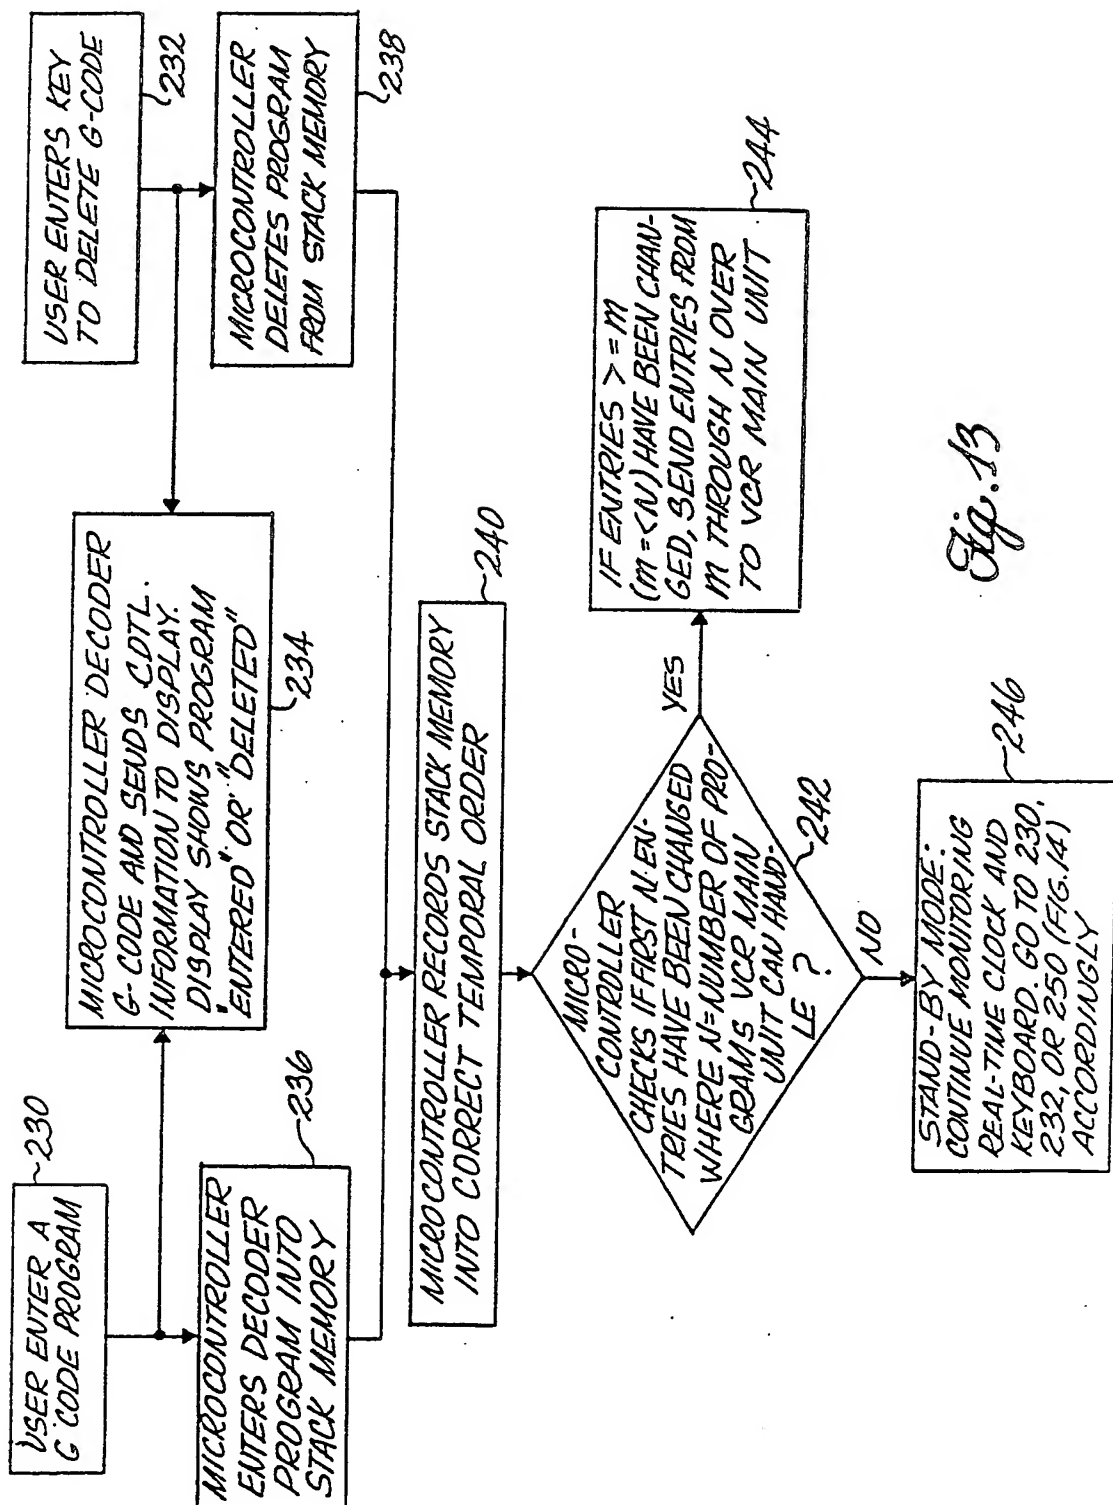 USER ENTER A
G CODE PROGRAM
230
MICROCONTROLLER DECODER
G-CODE AND SENDS CDTL.
INFORMATION TO DISPLAY.
DISPLAY SHOWS PROGRAM
"ENTERED" OR "DELETED"
234
USER ENTERS KEY
TO DELETE G-CODE
232
MICROCONTROLLER
ENTERS DECODER
PROGRAM INTO
STACK MEMORY
236
MICROCONTROLLER
DELETES PROGRAM
FROM STACK MEMORY
238
MICROCONTROLLER RECORDS STACK MEMORY
INTO CORRECT TEMPORAL ORDER
240
MICRO-
CONTROLLER
CHECKS IF FIRST N EN-
TRIES HAVE BEEN CHANGED
WHERE N=NUMBER OF PRO-
GRAMS VCR MAIN
UNIT CAN HAND-
LE ?
242
YES
NO
IF ENTRIES >=M
(M=<N) HAVE BEEN CHAN-
GED, SEND ENTRIES FROM
M THROUGH N OVER
TO VCR MAIN UNIT
244
STAND-BY MODE:
CONTINUE MONITORING
REAL-TIME CLOCK AND
KEYBOARD. GO TO 230,
232, OR 250 (FIG.14)
ACCORDINGLY
246
Fig. 13